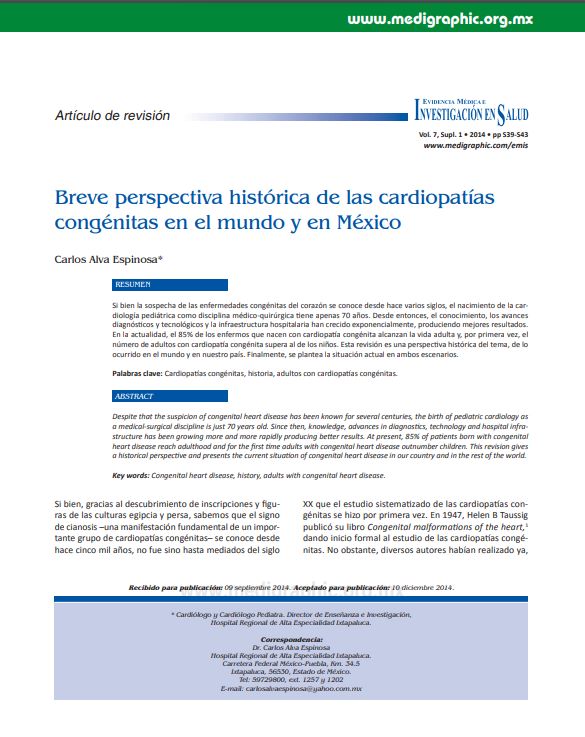 www.medigraphic.org.mx
Artículo de revisión
Evidencia Médica e
Investigación en Salud
Vol. 7, Supl. 1 • 2014 • pp S39-S43
www.medigraphic.com/emis
Breve perspectiva histórica de las cardiopatías
congénitas en el mundo y en México
Carlos Alva Espinosa*
RESUMEN
Si bien la sospecha de las enfermedades congénitas del corazón se conoce desde hace varios siglos, el nacimiento de la car-
diología pediátrica como disciplina médico-quirúrgica tiene apenas 70 años. Desde entonces, el conocimiento, los avances
diagnósticos y tecnológicos y la infraestructura hospitalaria han crecido exponencialmente, produciendo mejores resultados.
En la actualidad, el 85% de los enfermos que nacen con cardiopatía congénita alcanzan la vida adulta y, por primera vez, el
número de adultos con cardiopatía congénita supera al de los niños. Esta revisión es una perspectiva histórica del tema, de lo
ocurrido en el mundo y en nuestro país. Finalmente, se plantea la situación actual en ambos escenarios.
Palabras clave: Cardiopatías congénitas, historia, adultos con cardiopatías congénitas.
ABSTRACT
Despite that the suspicion of congenital heart disease has been known for several centuries, the birth of pediatric cardiology as
a medical-surgical discipline is just 70 years old. Since then, knowledge, advances in diagnostics, technology and hospital infra-
structure has been growing more and more rapidly producing better results. At present, 85% of patients born with congenital
heart disease reach adulthood and for the first time adults with congenital heart disease outnumber children. This revision gives
a historical perspective and presents the current situation of congenital heart disease in our country and in the rest of the world.
Key words: Congenital heart disease, history, adults with congenital heart disease.
Si bien, gracias al descubrimiento de inscripciones y figu-
ras de las culturas egipcia y persa, sabemos que el signo
de cianosis –una manifestación fundamental de un impor-
tante grupo de cardiopatías congénitas– se conoce desde
hace cinco mil años, no fue sino hasta mediados del siglo
XX que el estudio sistematizado de las cardiopatías con-
génitas se hizo por primera vez. En 1947, Helen B Taussig
publicó su libro Congenital malformations of the heart,¹
dando inicio formal al estudio de las cardiopatías congé-
nitas. No obstante, diversos autores habían realizado ya,
www.medigraphic.org.mx
Recibido para publicación: 09 septiembre 2014. Aceptado para publicación: 10 diciembre 2014.
* Cardiólogo y Cardiólogo Pediatra. Director de Enseñanza e Investigación,
Hospital Regional de Alta Especialidad Ixtapaluca.
Correspondencia:
Dr. Carlos Alva Espinosa
Hospital Regional de Alta Especialidad Ixtapaluca.
Carretera Federal México-Puebla, Km. 34.5
Ixtapaluca, 56530, Estado de México.
Tel: 59729800, ext. 1257 y 1202
E-mail: carlosalvaespinosa@yahoo.com.mx